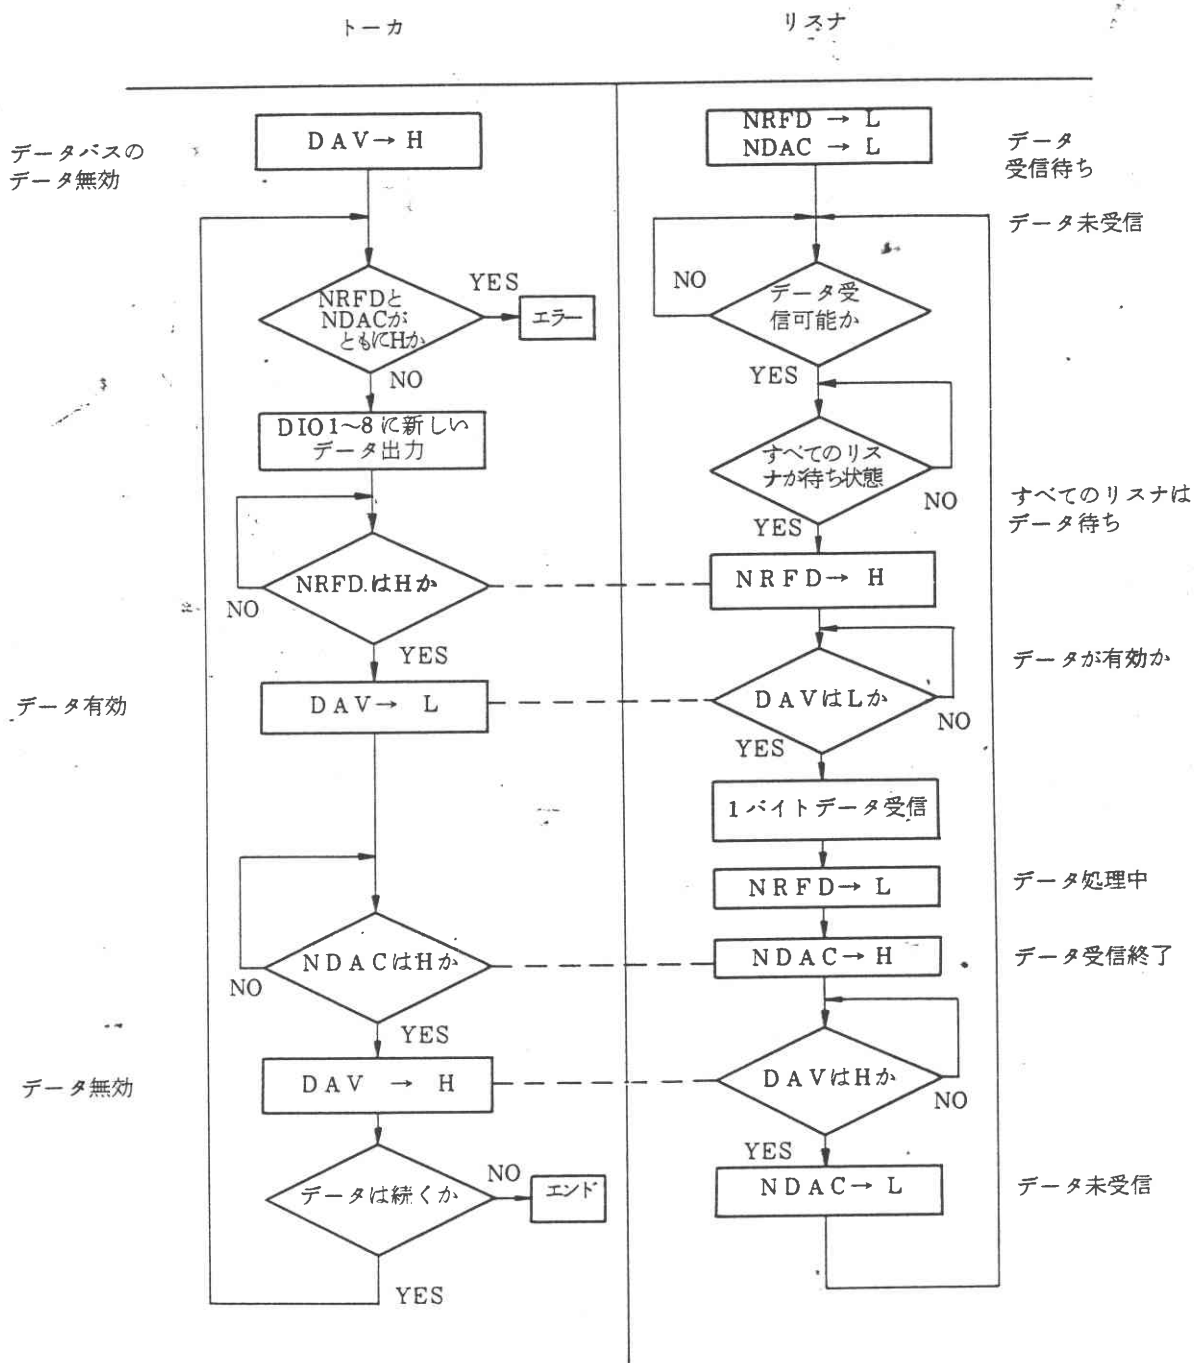 トーカ
リスナ
データバスの
データ無効
DAV→ H
NRFDと
NDACが
ともにHか
YES
エラー
NO
DIO1〜8に新しい
データ出力
NRFD.はHか
NO
YES
データ有効
DAV→ L
NDACはHか
NO
YES
データ無効
DAV → H
データは続くか
NO
エンド
YES
NRFD → L
NDAC → L
データ
受信待ち
データ未受信
データ受
信可能か
NO
YES
すべてのリス
ナが待ち状態
NO
YES
すべてのリスナは
データ待ち
NRFD→ H
データが有効か
DAVはLか
NO
YES
1バイトデータ受信
NRFD→ L
データ処理中
NDAC→H
データ受信終了
DAVはHか
NO
YES
NDAC→L
データ未受信